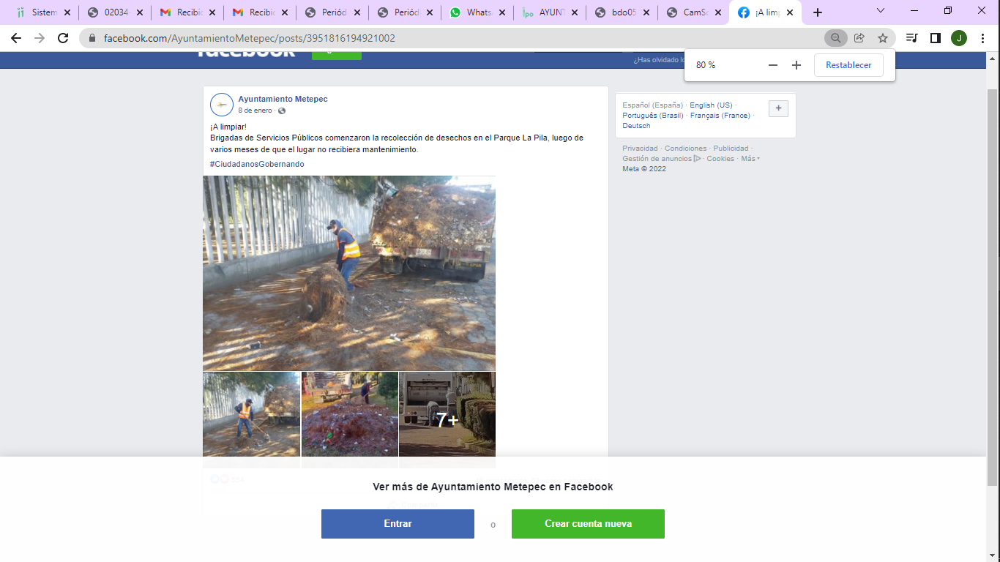 Sistem
02034-
Recibi
Recibi
Periód
Periód
Whats
AYUNT
bdo05
CamSc
¡A limp
facebook.com/AyuntamientoMetepec/posts/3951816194921002
J
facebook
¿Has olvidado lo
80 %
Restablecer
Ayuntamiento Metepec
8 de enero ·
¡A limpiar!
Brigadas de Servicios Públicos comenzaron la recolección de desechos en el Parque La Pila, luego de
varios meses de que el lugar no recibiera mantenimiento.
#CiudadanosGobernando
7+
Español (España) · English (US) ·
Português (Brasil) · Français (France) ·
Deutsch
Privacidad · Condiciones · Publicidad ·
Gestión de anuncios · Cookies · Más
Meta © 2022
Ver más de Ayuntamiento Metepec en Facebook
Entrar
o
Crear cuenta nueva